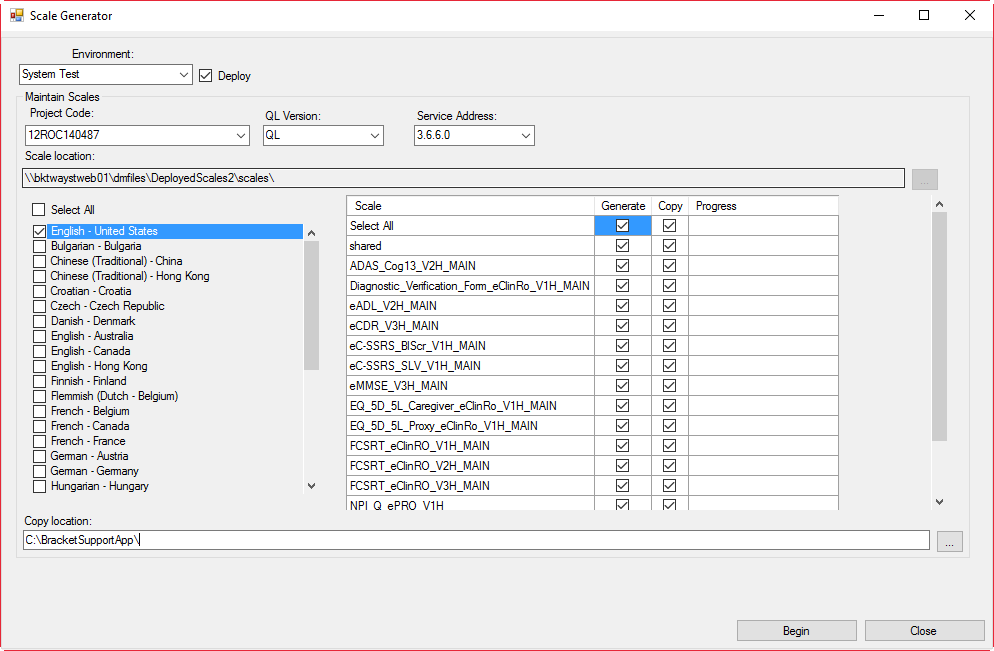 Scale Generator
Environment:
System Test
Deploy
Maintain Scales
Project Code:
QL Version:
Service Address:
12ROC140487
QL
3.6.6.0
Scale location:
\\bktwaystweb01\dmfiles\DeployedScales2\scales\
...
Select All
English - United States
Bulgarian - Bulgaria
Chinese (Traditional) - China
Chinese (Traditional) - Hong Kong
Croatian - Croatia
Czech - Czech Republic
Danish - Denmark
English - Australia
English - Canada
English - Hong Kong
Finnish - Finland
Flemmish (Dutch - Belgium)
French - Belgium
French - Canada
French - France
German - Austria
German - Germany
Hungarian - Hungary
Scale Generate Copy Progress
Select All
shared
ADAS_Cog13_V2H_MAIN
Diagnostic_Verification_Form_eClinRo_V1H_MAIN
eADL_V2H_MAIN
eCDR_V3H_MAIN
eC-SSRS_BlScr_V1H_MAIN
eC-SSRS_SLV_V1H_MAIN
eMMSE_V3H_MAIN
EQ_5D_5L_Caregiver_eClinRo_V1H_MAIN
EQ_5D_5L_Proxy_eClinRo_V1H_MAIN
FCSRT_eClinRO_V1H_MAIN
FCSRT_eClinRO_V2H_MAIN
FCSRT_eClinRO_V3H_MAIN
NPI_Q_ePRO_V1H
Copy location:
C:\BracketSupportApp\
...
Begin
Close